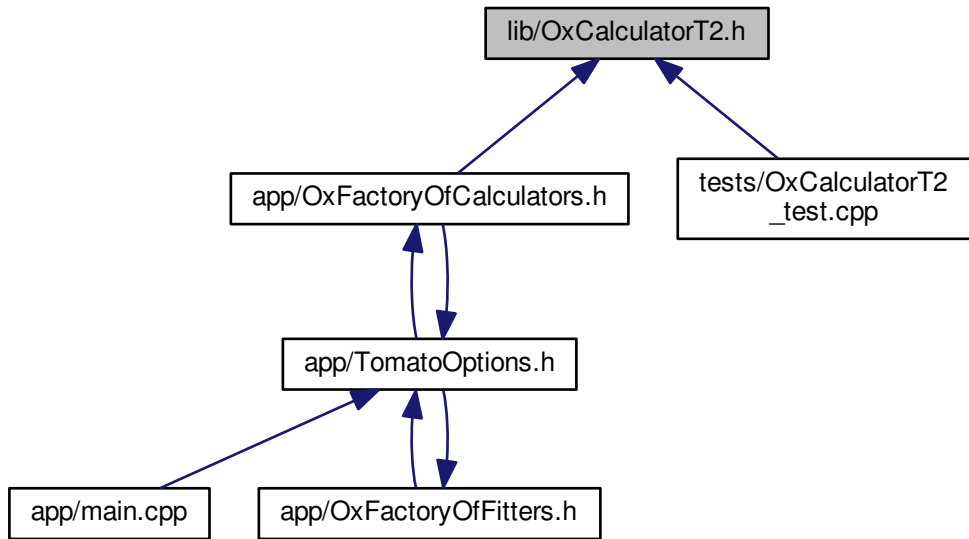 lib/OxCalculatorT2.h
app/OxFactoryOfCalculators.h
tests/OxCalculatorT2
_test.cpp
app/TomatoOptions.h
app/main.cpp
app/OxFactoryOfFitters.h